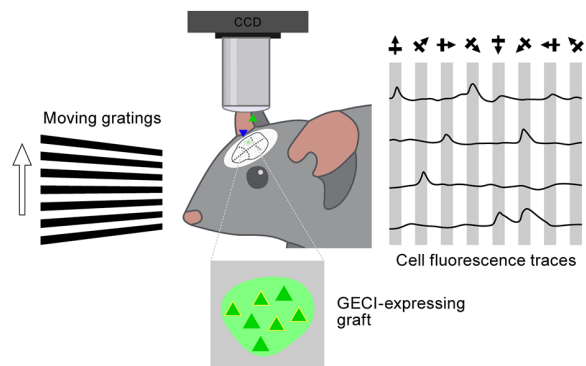 CCD
Moving gratings
Cell fluorescence traces
GECI-expressing
graft